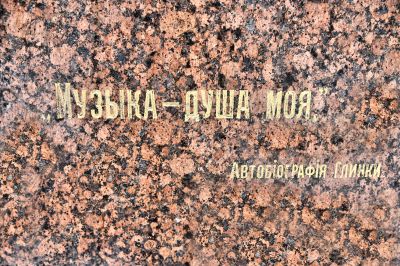 „Музыка — душа моя.”
Автобіографія Глинки.